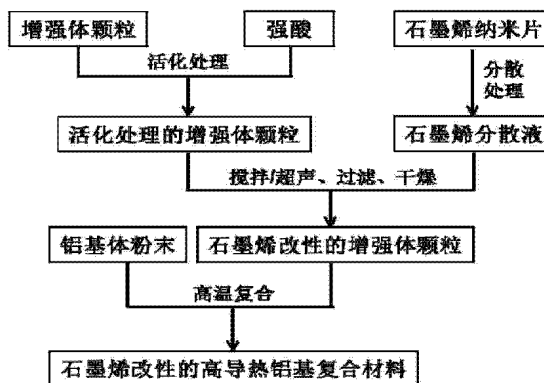 增强体颗粒
强酸
石墨烯纳米片
活化处理
分散
处理
活化处理的增强体颗粒
石墨烯分散液
搅拌/超声、过滤、干燥
铝基体粉末
石墨烯改性的增强体颗粒
高温复合
石墨烯改性的高导热铝基复合材料